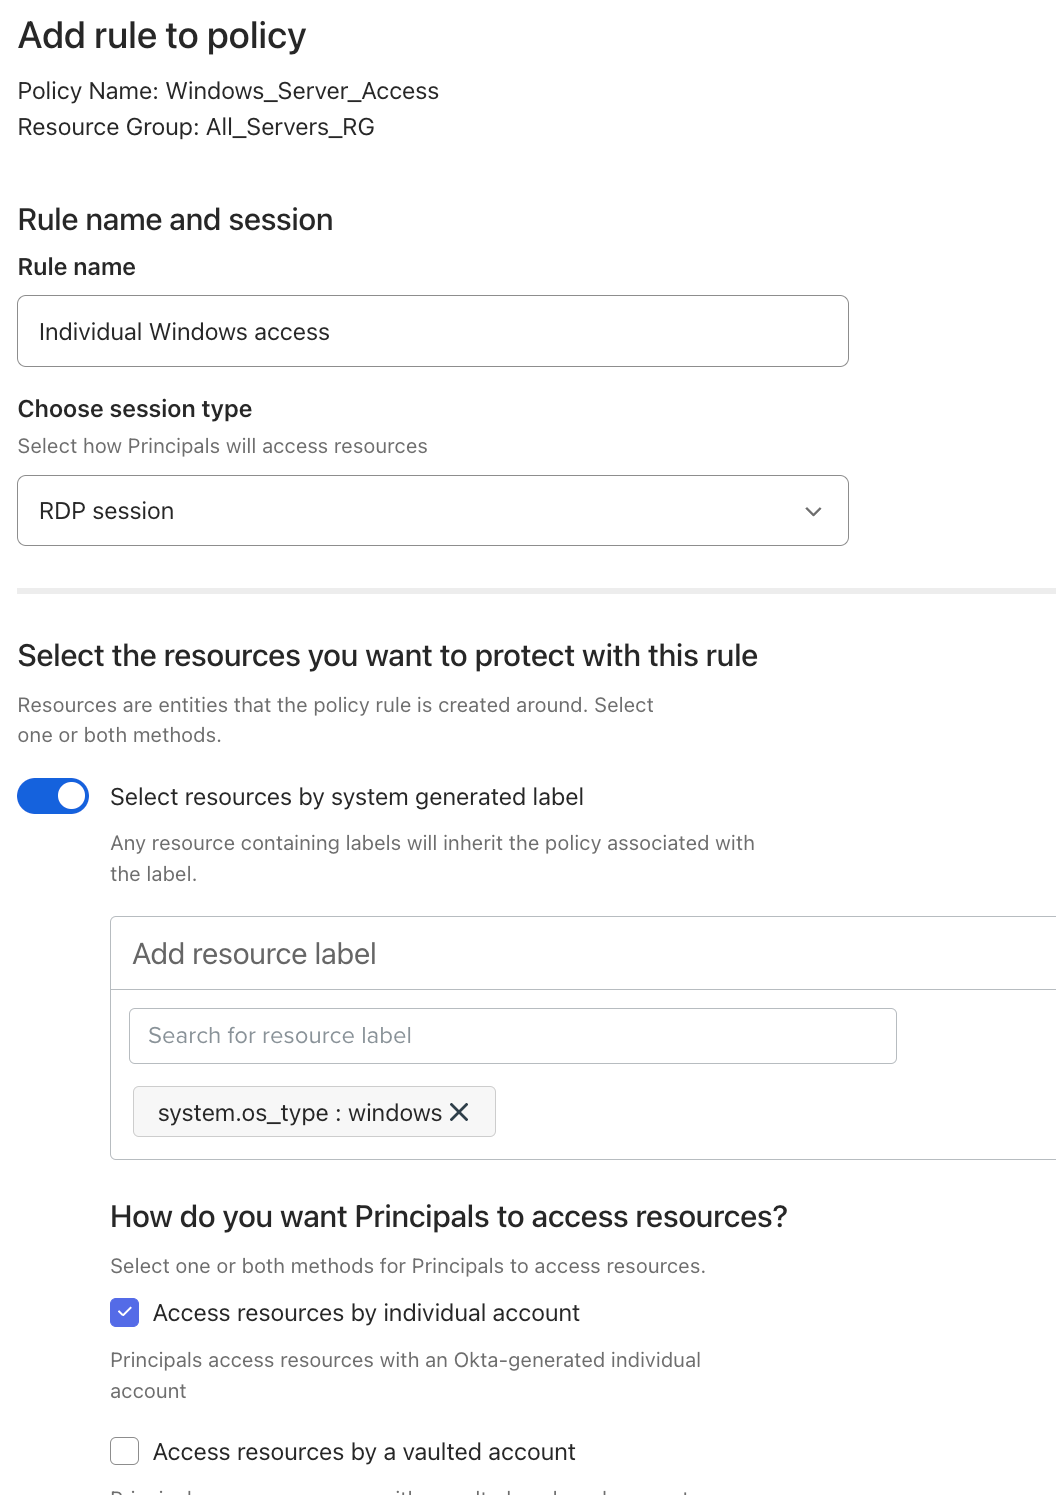 Add rule to policy
Policy Name: Windows_Server_Access
Resource Group: All_Servers_RG
Rule name and session
Rule name
Individual Windows access
Choose session type
Select how Principals will access resources
RDP session
Select the resources you want to protect with this rule
Resources are entities that the policy rule is created around. Select
one or both methods.
Select resources by system generated label
Any resource containing labels will inherit the policy associated with
the label.
Add resource label
Search for resource label
system.os_type : windows
How do you want Principals to access resources?
Select one or both methods for Principals to access resources.
Access resources by individual account
Principals access resources with an Okta-generated individual
account
Access resources by a vaulted account